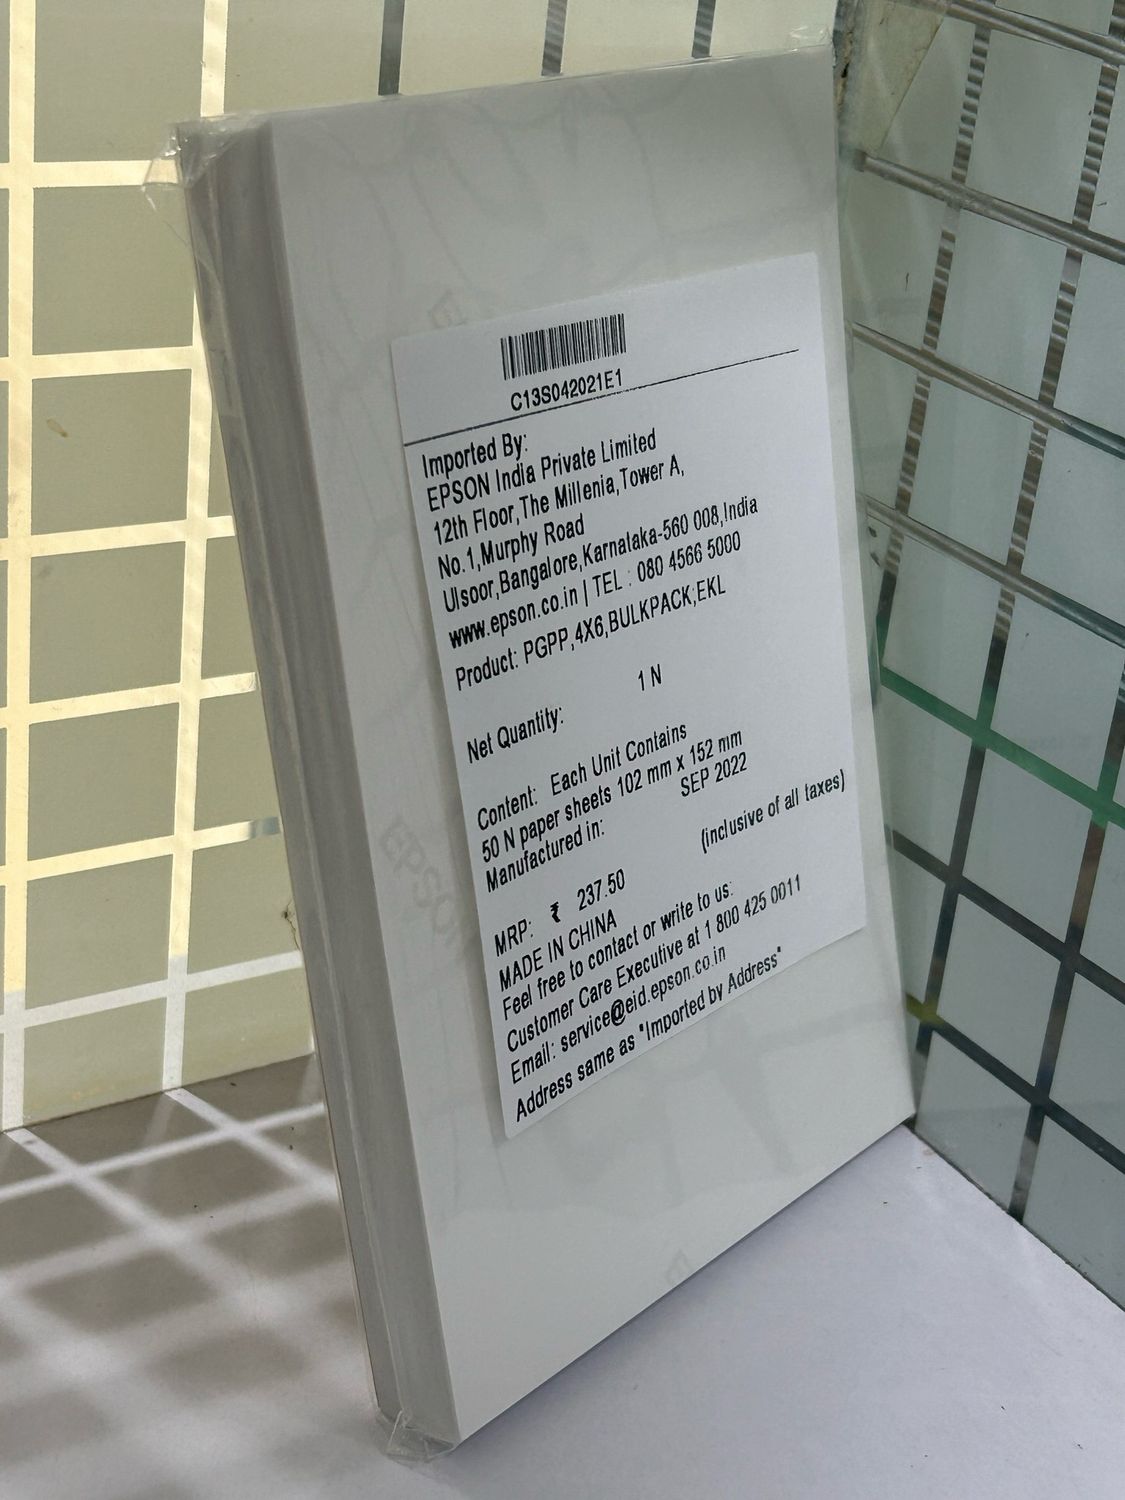 C13S042021E1
Imported By:
EPSON India Private Limited
12th Floor,The Millenia,Tower A,
No.1,Murphy Road
Ulsoor,Bangalore,Karnataka-560 008,India
www.epson.co.in | TEL : 080 4566 5000
Product: PGPP,4X6,BULKPACK;EKL
Net Quantity: 1 N
Content: Each Unit Contains
50 N paper sheets 102 mm x 152 mm
Manufactured in: SEP 2022
MRP: ₹ 237.50 (inclusive of all taxes)
MADE IN CHINA
Feel free to contact or write to us:
Customer Care Executive at 1 800 425 0011
Email: service@eid.epson.co.in
Address same as "Imported by Address"
EPSON